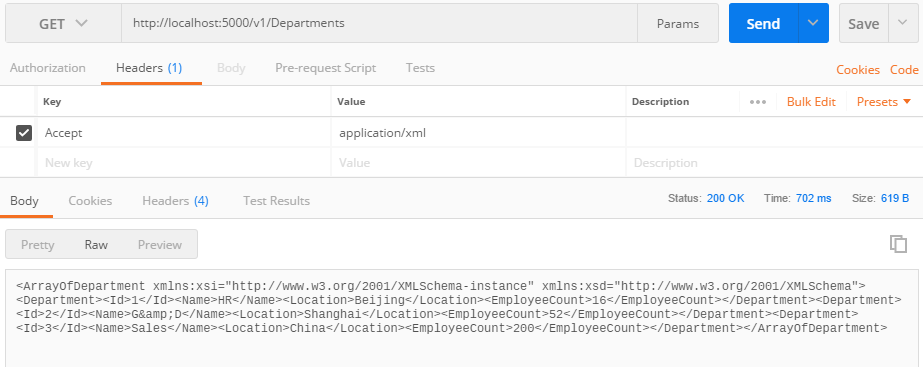 GET http://localhost:5000/v1/Departments Params Send Save
Authorization Headers (1) Body Pre-request Script Tests Cookies Code
Key Value Description Bulk Edit Presets
Accept application/xml
New key Value Description
Body Cookies Headers (4) Test Results Status: 200 OK Time: 702 ms Size: 619 B
Pretty Raw Preview
<ArrayOfDepartment xmlns:xsi="http://www.w3.org/2001/XMLSchema-instance" xmlns:xsd="http://www.w3.org/2001/XMLSchema">
<Department><Id>1</Id><Name>HR</Name><Location>Beijing</Location><EmployeeCount>16</EmployeeCount></Department><Department>
<Id>2</Id><Name>G&amp;D</Name><Location>Shanghai</Location><EmployeeCount>52</EmployeeCount></Department><Department>
<Id>3</Id><Name>Sales</Name><Location>China</Location><EmployeeCount>200</EmployeeCount></Department></ArrayOfDepartment>